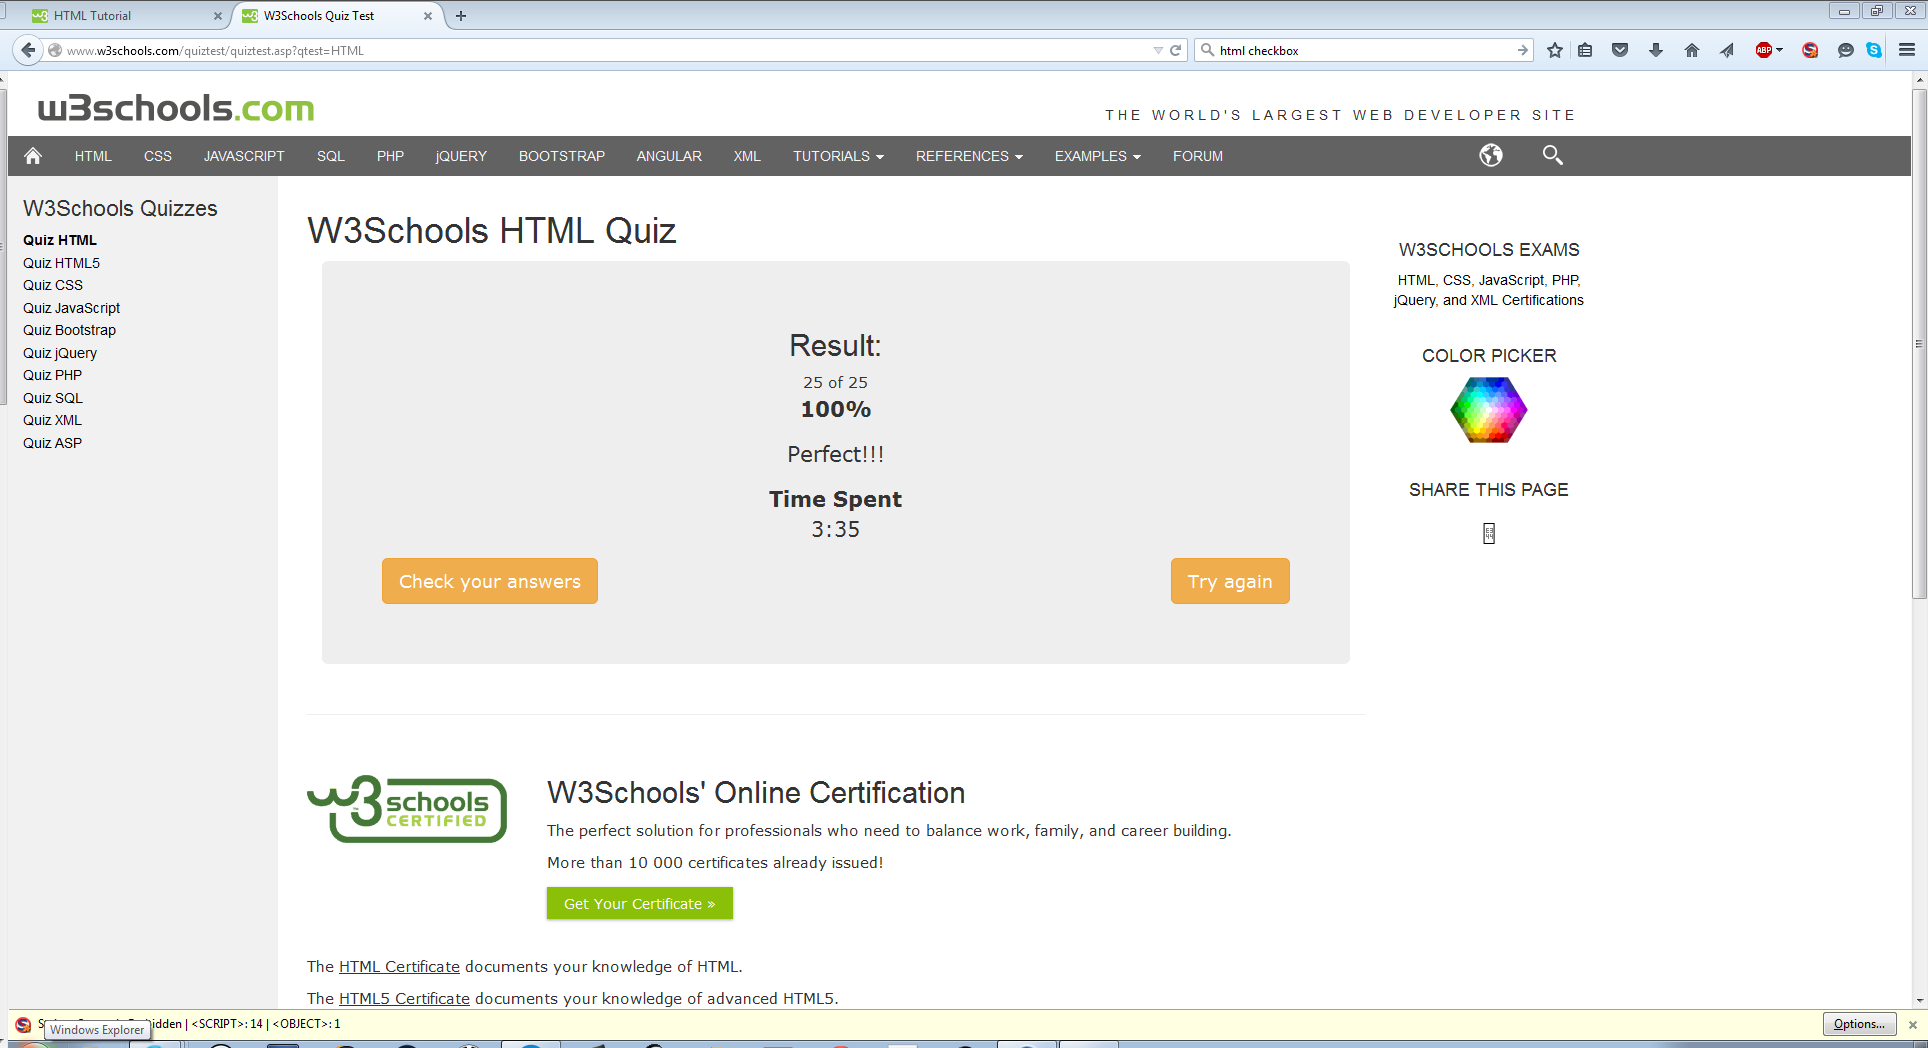 HTML Tutorial
W3Schools Quiz Test
www.w3schools.com/quiztest/quiztest.asp?qtest=HTML
html checkbox
ABP
w3schools.com
THE WORLD'S LARGEST WEB DEVELOPER SITE
HTML CSS JAVASCRIPT SQL PHP jQUERY BOOTSTRAP ANGULAR XML TUTORIALS REFERENCES EXAMPLES FORUM
W3Schools Quizzes
Quiz HTML
Quiz HTML5
Quiz CSS
Quiz JavaScript
Quiz Bootstrap
Quiz jQuery
Quiz PHP
Quiz SQL
Quiz XML
Quiz ASP
W3Schools HTML Quiz
Result:
25 of 25
100%
Perfect!!!
Time Spent
3:35
Check your answers
Try again
W3SCHOOLS EXAMS
HTML, CSS, JavaScript, PHP,
jQuery, and XML Certifications
COLOR PICKER
SHARE THIS PAGE
w3schools
CERTIFIED
W3Schools' Online Certification
The perfect solution for professionals who need to balance work, family, and career building.
More than 10 000 certificates already issued!
Get Your Certificate »
The HTML Certificate documents your knowledge of HTML.
The HTML5 Certificate documents your knowledge of advanced HTML5.
| <SCRIPT>: 14 | <OBJECT>: 1
Windows Explorer
Options...